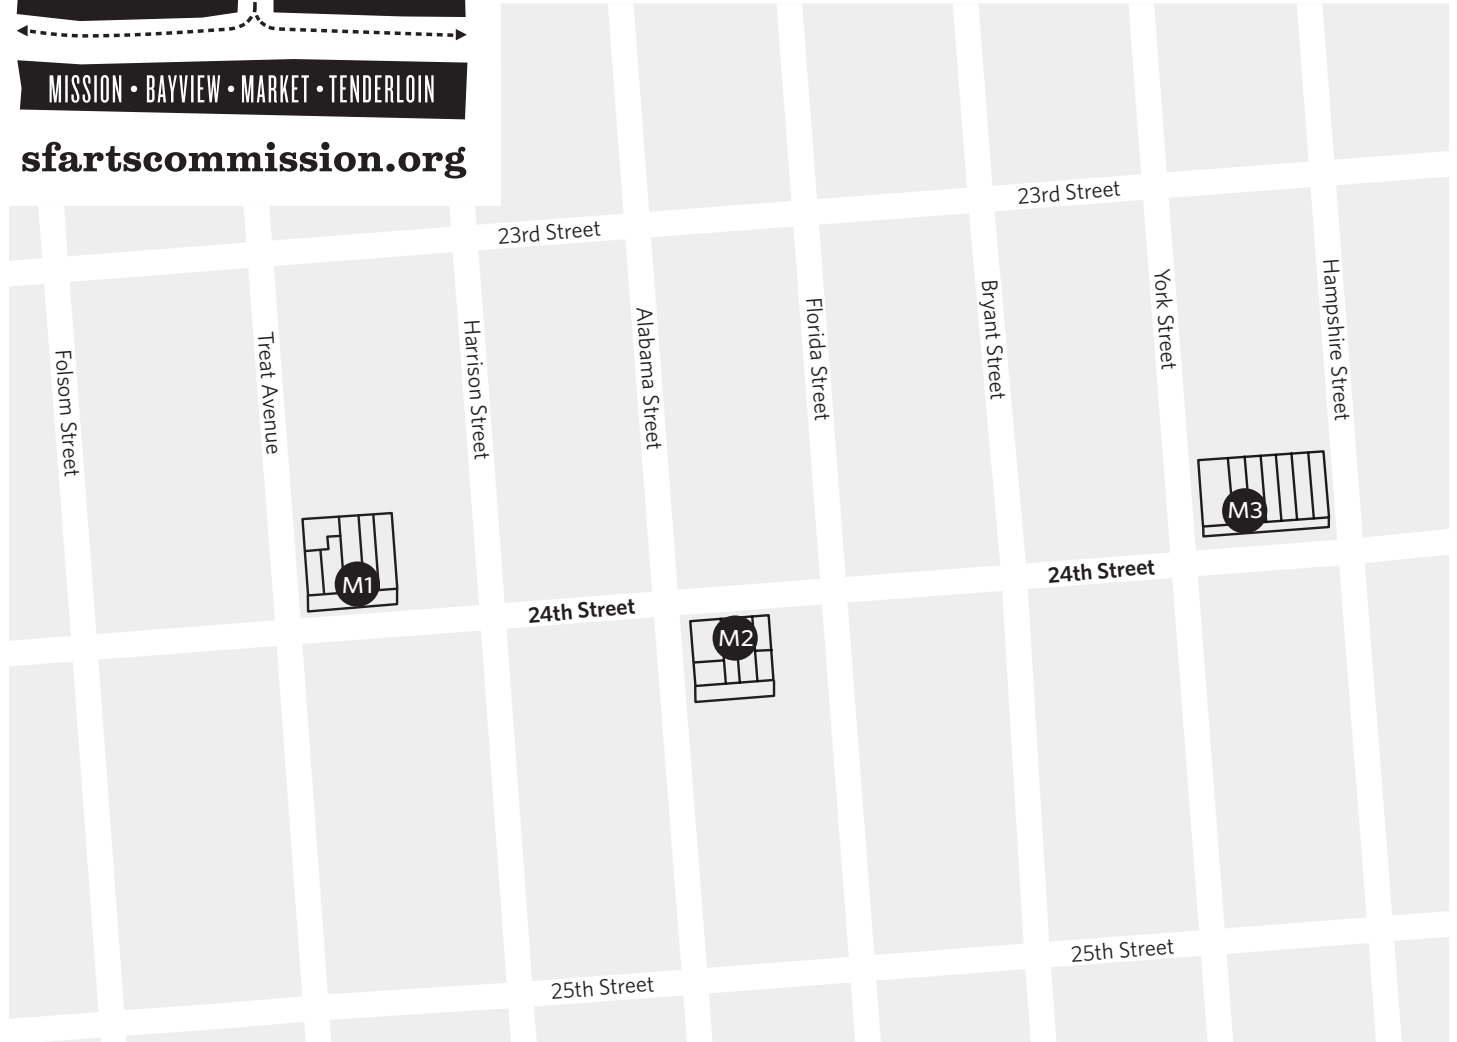 MISSION • BAYVIEW • MARKET • TENDERLOIN
sfartscommission.org
23rd Street
23rd Street
Folsom Street
Treat Avenue
Harrison Street
Alabama Street
Florida Street
Bryant Street
York Street
Hampshire Street
M1
M2
M3
24th Street
24th Street
25th Street
25th Street